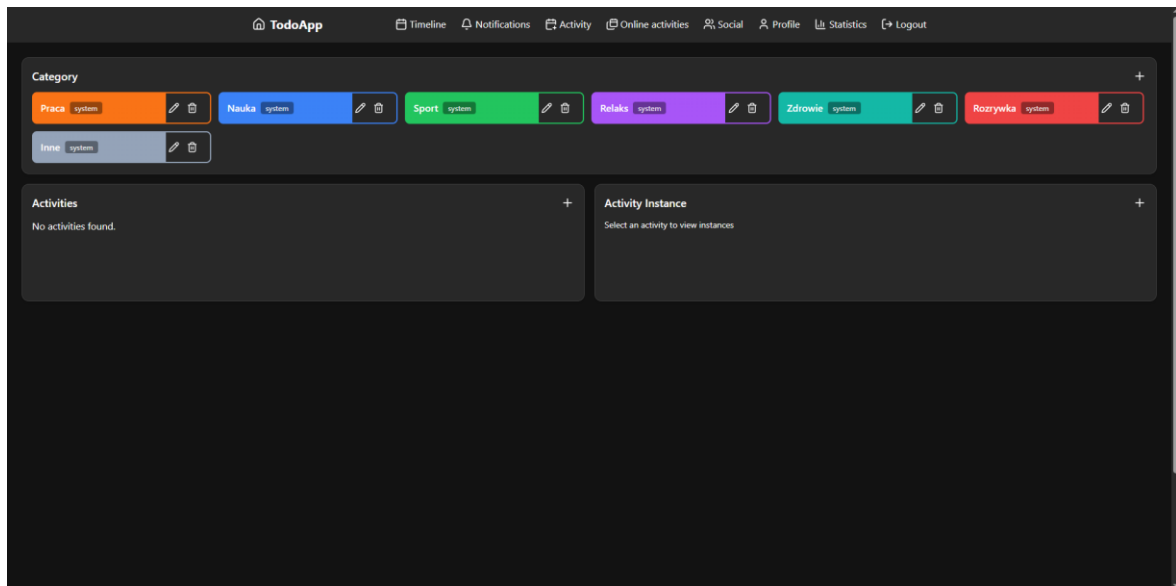 TodoApp Timeline Notifications Activity Online activities Social Profile Statistics Logout
Category
Praca system Nauka system Sport system Relaks system Zdrowie system Rozrywka system
Inne system
Activities
No activities found.
Activity Instance
Select an activity to view instances